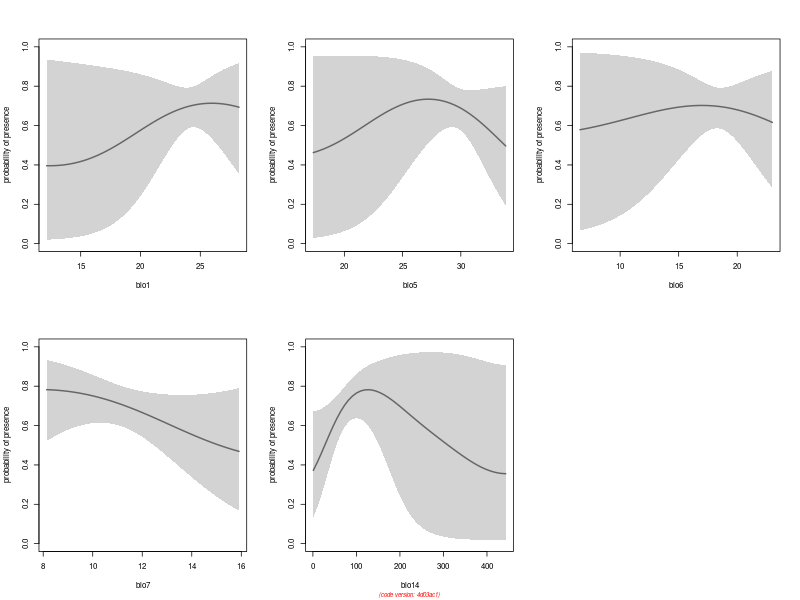 probability of presence
0.0 0.2 0.4 0.6 0.8 1.0
15 20 25
bio1
probability of presence
0.0 0.2 0.4 0.6 0.8 1.0
20 25 30
bio5
probability of presence
0.0 0.2 0.4 0.6 0.8 1.0
10 15 20
bio6
probability of presence
0.0 0.2 0.4 0.6 0.8 1.0
8 10 12 14 16
bio7
probability of presence
0.0 0.2 0.4 0.6 0.8 1.0
0 100 200 300 400
bio14
(code version: 4d03ac1)